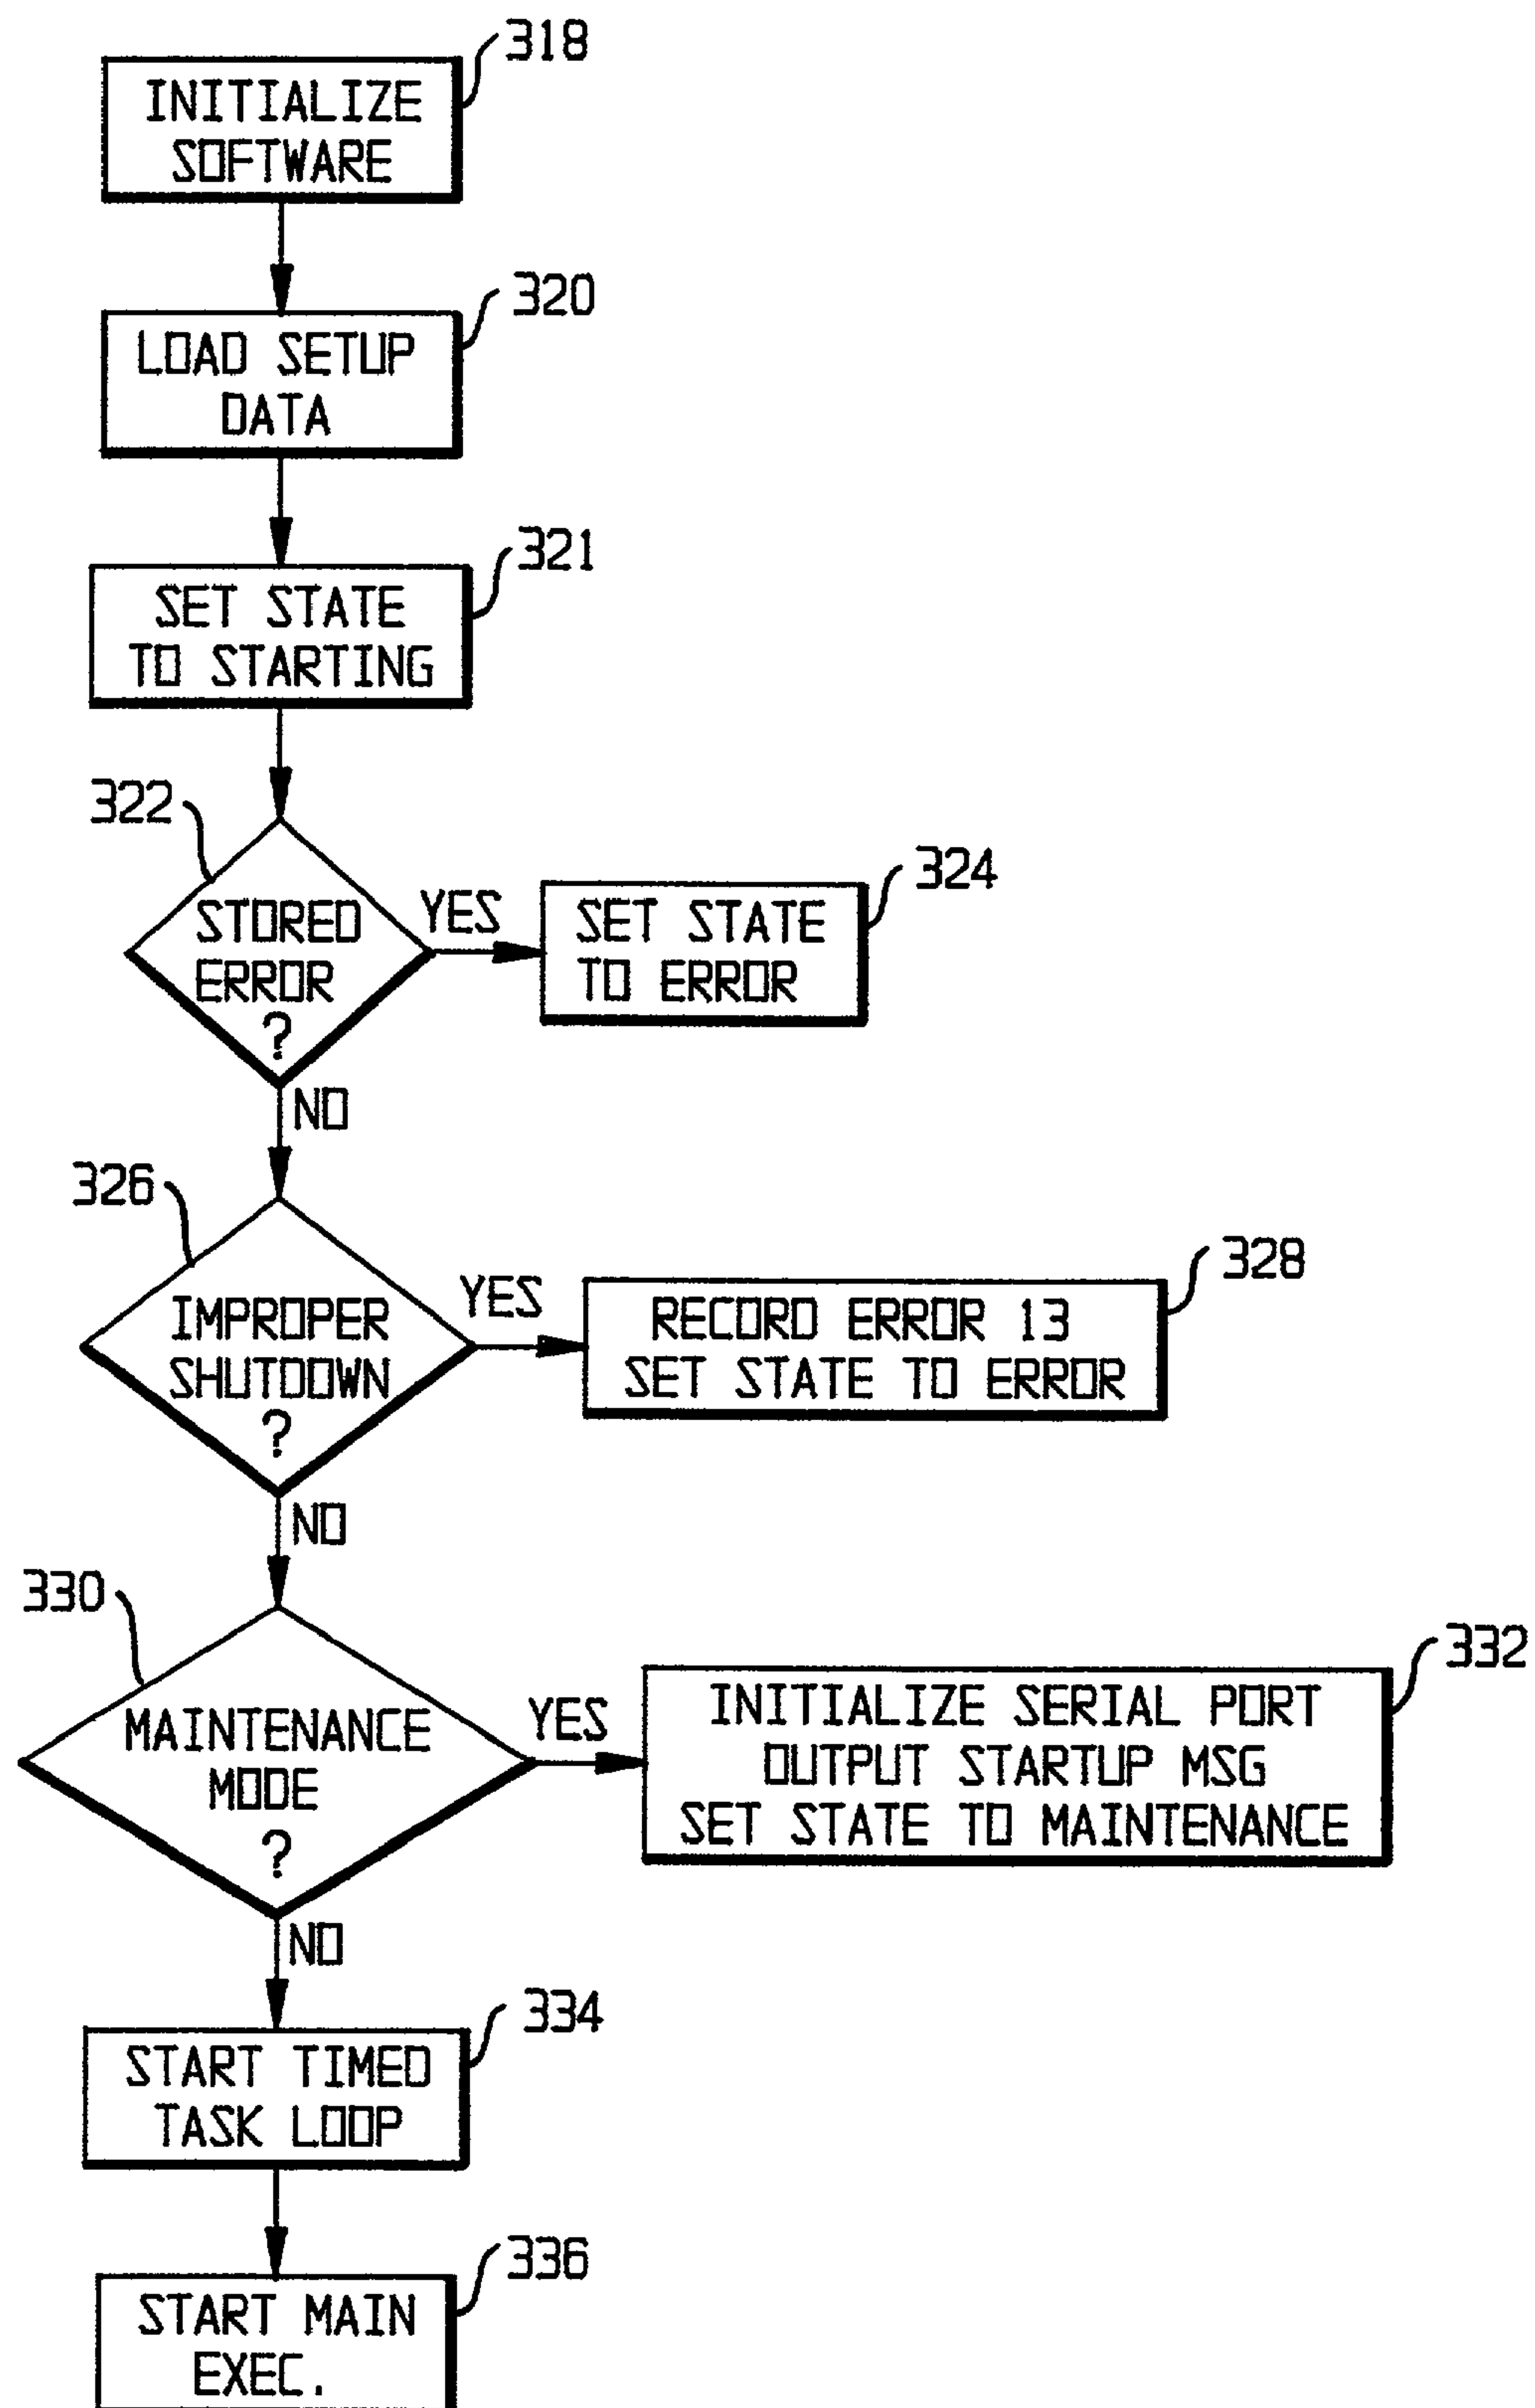 318
INITIALIZE
SOFTWARE
320
LOAD SETUP
DATA
321
SET STATE
TO STARTING
322
STORED
ERROR
?
YES
324
SET STATE
TO ERROR
NO
326
IMPROPER
SHUTDOWN
?
YES
328
RECORD ERROR 13
SET STATE TO ERROR
NO
330
MAINTENANCE
MODE
?
YES
332
INITIALIZE SERIAL PORT
OUTPUT STARTUP MSG
SET STATE TO MAINTENANCE
NO
334
START TIMED
TASK LOOP
336
START MAIN
EXEC.